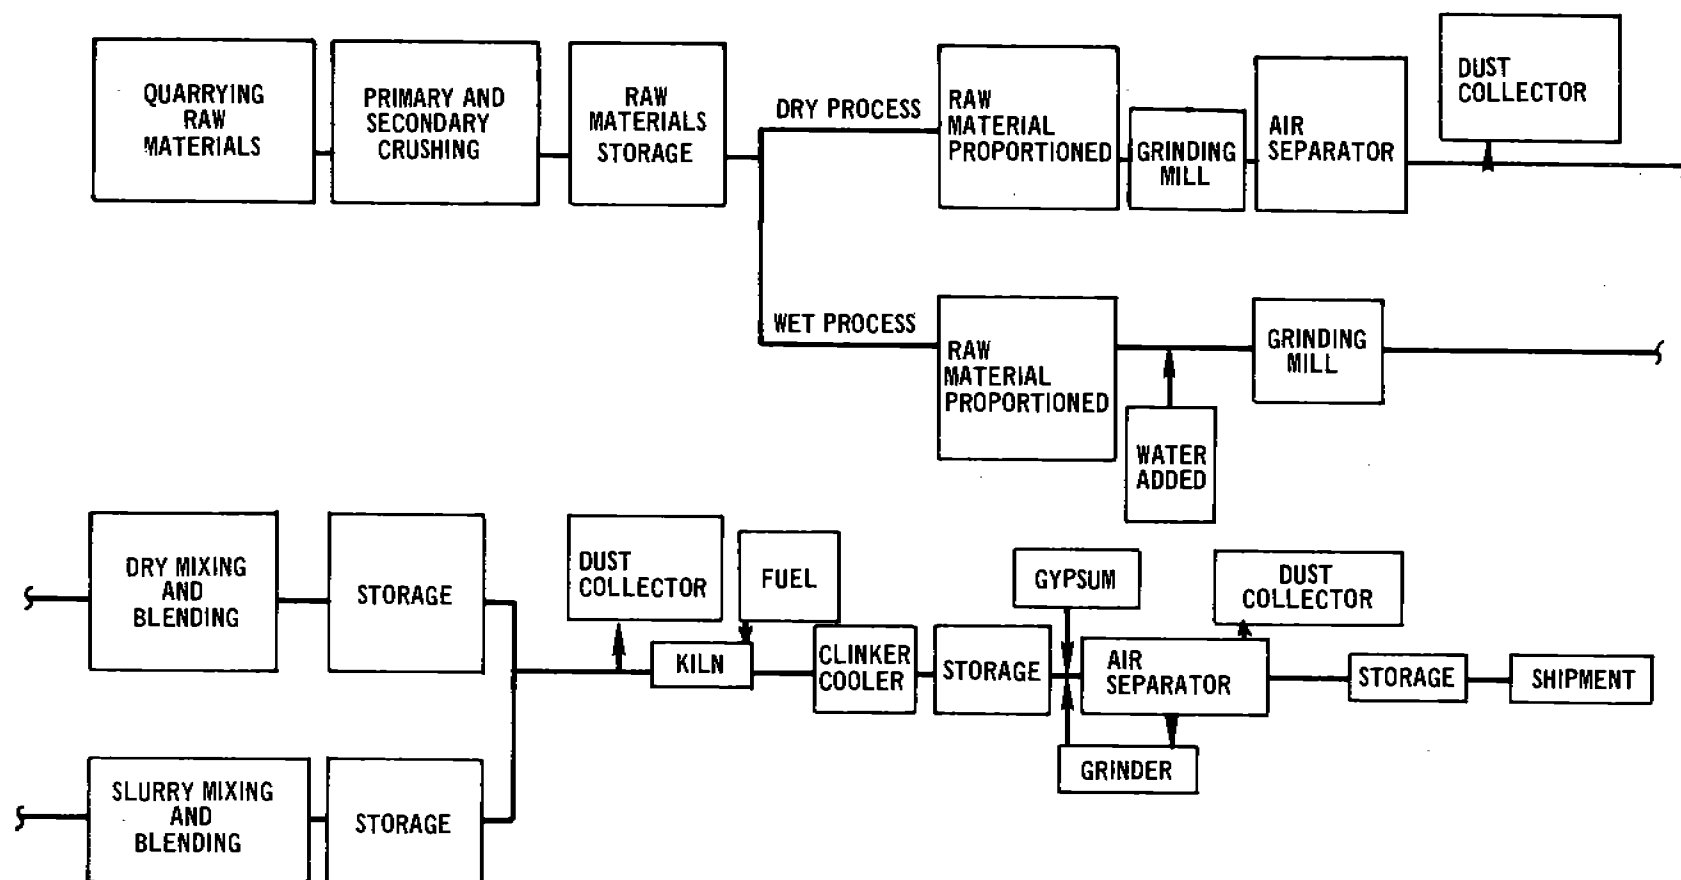 QUARRYING
RAW
MATERIALS
PRIMARY AND
SECONDARY
CRUSHING
RAW
MATERIALS
STORAGE
DRY PROCESS
RAW
MATERIAL
PROPORTIONED
GRINDING
MILL
AIR
SEPARATOR
DUST
COLLECTOR
WET PROCESS
RAW
MATERIAL
PROPORTIONED
WATER
ADDED
GRINDING
MILL
DRY MIXING
AND
BLENDING
STORAGE
SLURRY MIXING
AND
BLENDING
STORAGE
DUST
COLLECTOR
FUEL
KILN
CLINKER
COOLER
STORAGE
GYPSUM
AIR
SEPARATOR
GRINDER
DUST
COLLECTOR
STORAGE
SHIPMENT